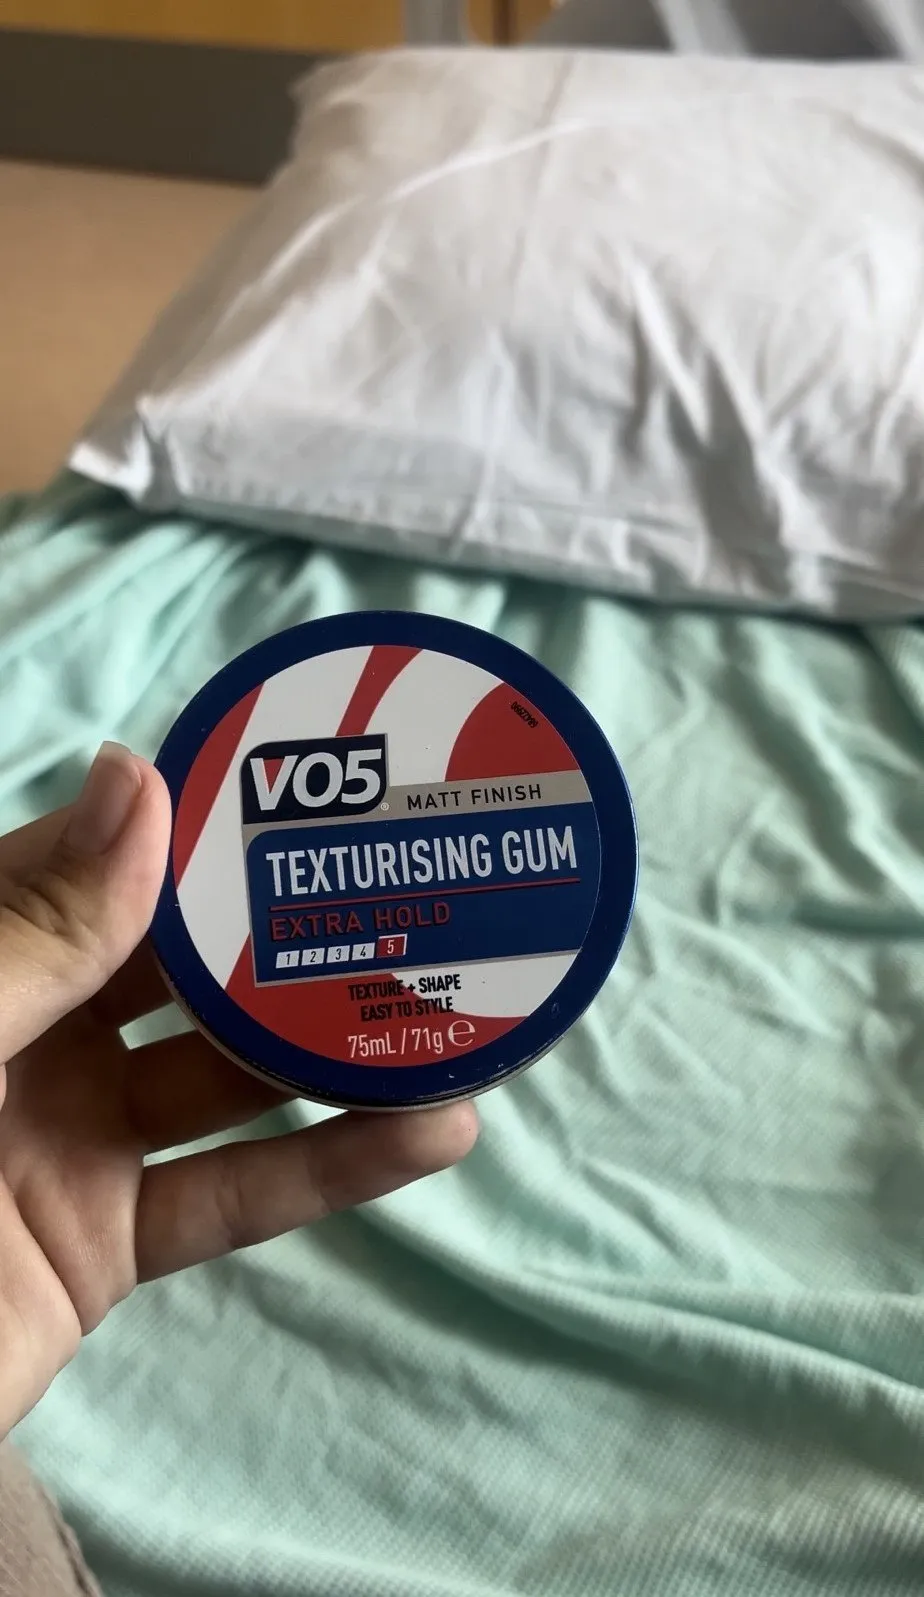 VO5®
MATT FINISH
TEXTURISING GUM
EXTRA HOLD
1 2 3 4 5
TEXTURE + SHAPE
EASY TO STYLE
75mL / 71g ℮